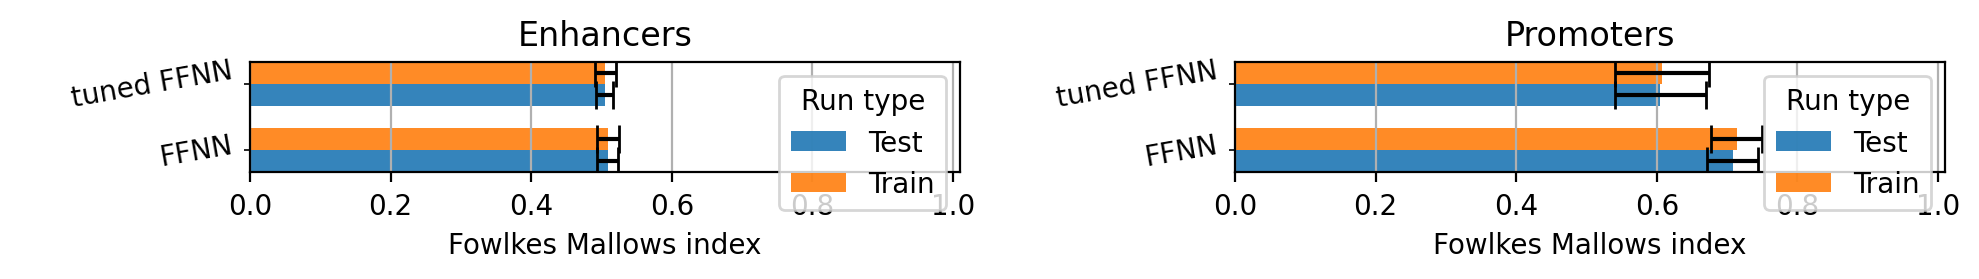 Enhancers
tuned FFNN
FFNN
Run type
Test
Train
0.0 0.2 0.4 0.6 0.8 1.0
Fowlkes Mallows index
Promoters
tuned FFNN
FFNN
Run type
Test
Train
0.0 0.2 0.4 0.6 0.8 1.0
Fowlkes Mallows index